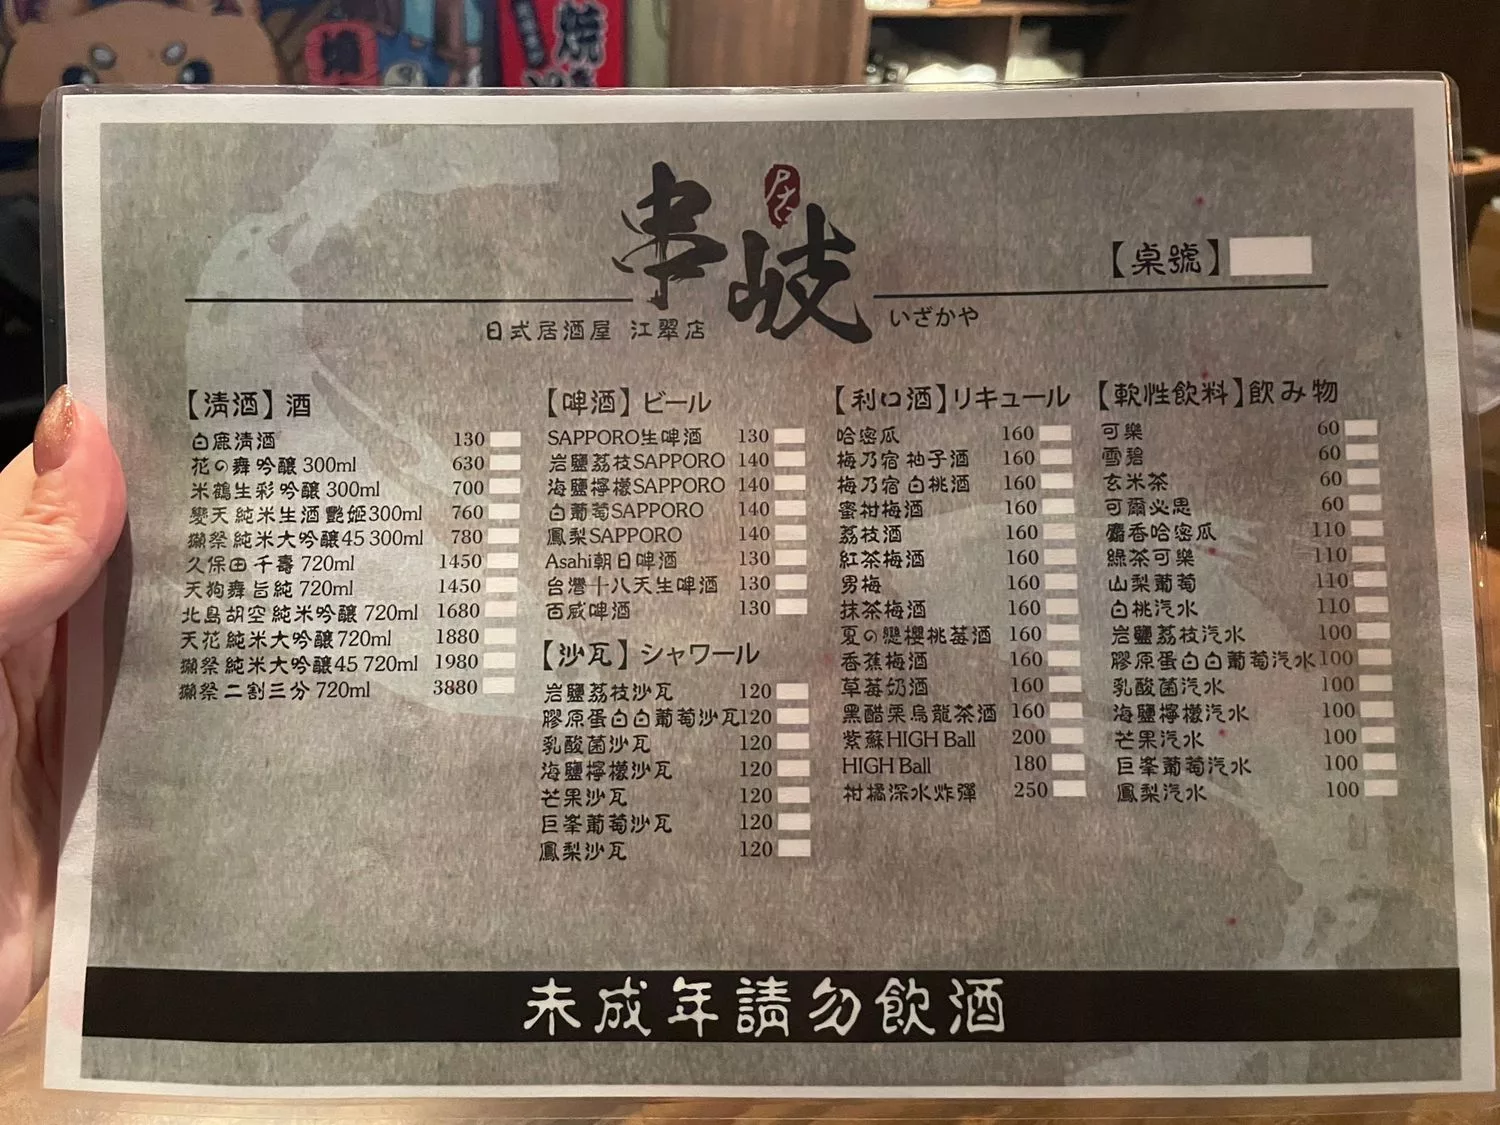 燒
焼
居
串
岐
【桌號】
日式居酒屋 江翠店
いざかや
【清酒】酒
白鹿清酒 130
花の舞吟釀 300ml 630
米鶴生彩吟釀 300ml 700
變天純米生酒艷姬300ml 760
獺祭純米大吟釀45 300ml 780
久保田千壽 720ml 1450
天狗舞旨純 720ml 1450
北島胡空純米吟釀 720ml 1680
天花純米大吟釀720ml 1880
獺祭純米大吟釀45 720ml 1980
獺祭二割三分 720ml 3880
【啤酒】ビール
SAPPORO生啤酒 130
岩鹽荔枝SAPPORO 140
海鹽檸檬SAPPORO 140
白葡萄SAPPORO 140
鳳梨SAPPORO 140
Asahi朝日啤酒 130
台灣十八天生啤酒 130
百威啤酒 130
【沙瓦】シャワール
岩鹽荔枝沙瓦 120
膠原蛋白白葡萄沙瓦120
乳酸菌沙瓦 120
海鹽檸檬沙瓦 120
芒果沙瓦 120
巨峯葡萄沙瓦 120
鳳梨沙瓦 120
【利口酒】リキュール
哈密瓜 160
梅乃宿 柚子酒 160
梅乃宿 白桃酒 160
蜜柑梅酒 160
荔枝酒 160
紅茶梅酒 160
男梅 160
抹茶梅酒 160
夏の戀櫻桃莓酒 160
香蕉梅酒 160
草莓奶酒 160
黑醋栗烏龍茶酒 160
紫蘇HIGH Ball 200
HIGH Ball 180
柑橘深水炸彈 250
【軟性飲料】飲み物
可樂 60
雪碧 60
玄米茶 60
可爾必思 60
麝香哈密瓜 110
綠茶可樂 110
山梨葡萄 110
白桃汽水 110
岩鹽荔枝汽水 100
膠原蛋白白葡萄汽水100
乳酸菌汽水 100
海鹽檸檬汽水 100
芒果汽水 100
巨峯葡萄汽水 100
鳳梨汽水 100
未成年請勿飲酒